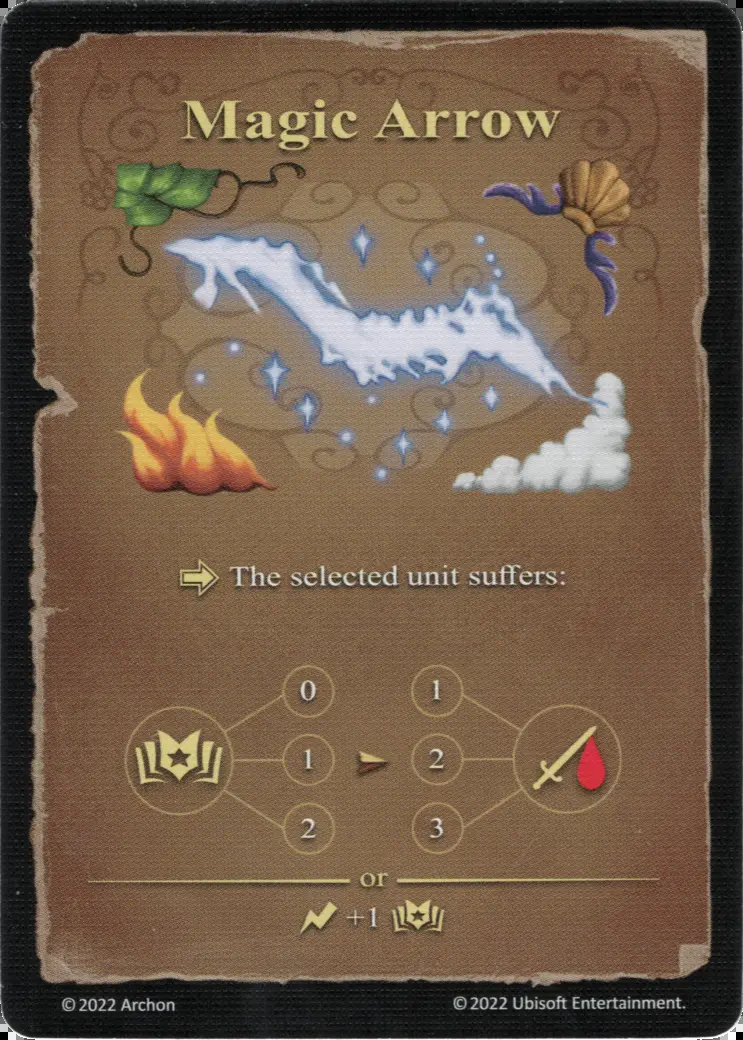 Magic Arrow
The selected unit suffers:
0 1
1 2
2 3
or
+1
© 2022 Archon
© 2022 Ubisoft Entertainment.